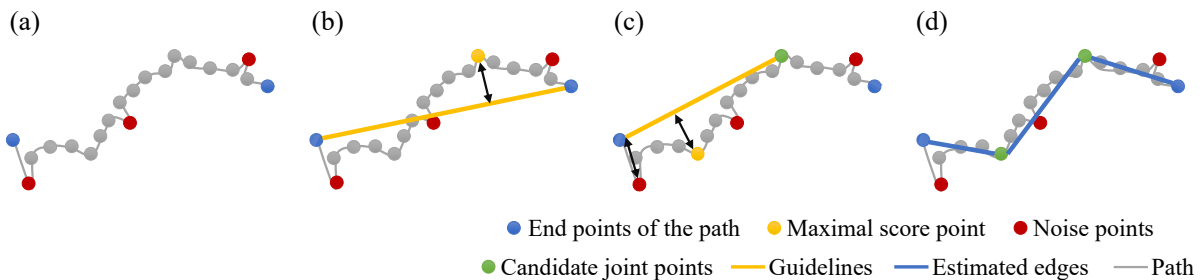 (a) (b) (c) (d)
End points of the path Maximal score point Noise points
Candidate joint points Guidelines Estimated edges Path